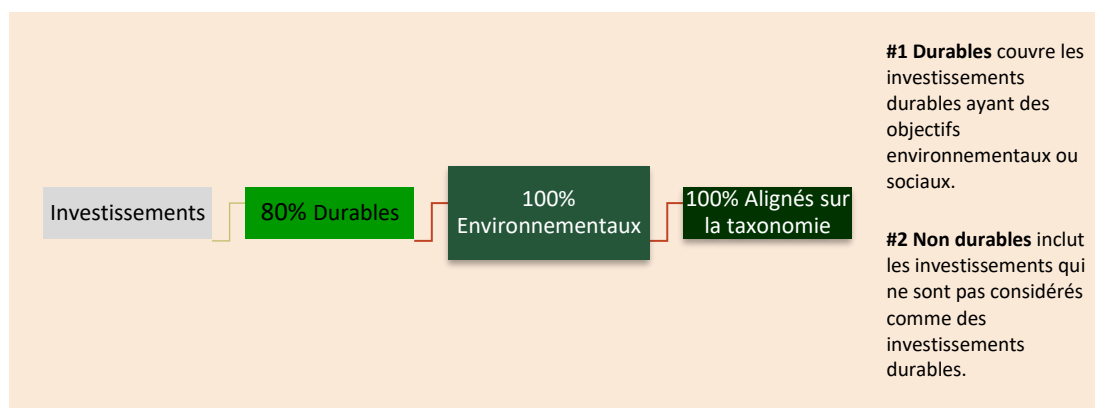 Investissements
80% Durables
100%
Environnementaux
100% Alignés sur
la taxonomie
#1 Durables couvre les
investissements
durables ayant des
objectifs
environnementaux ou
sociaux.
#2 Non durables inclut
les investissements qui
ne sont pas considérés
comme des
investissements
durables.